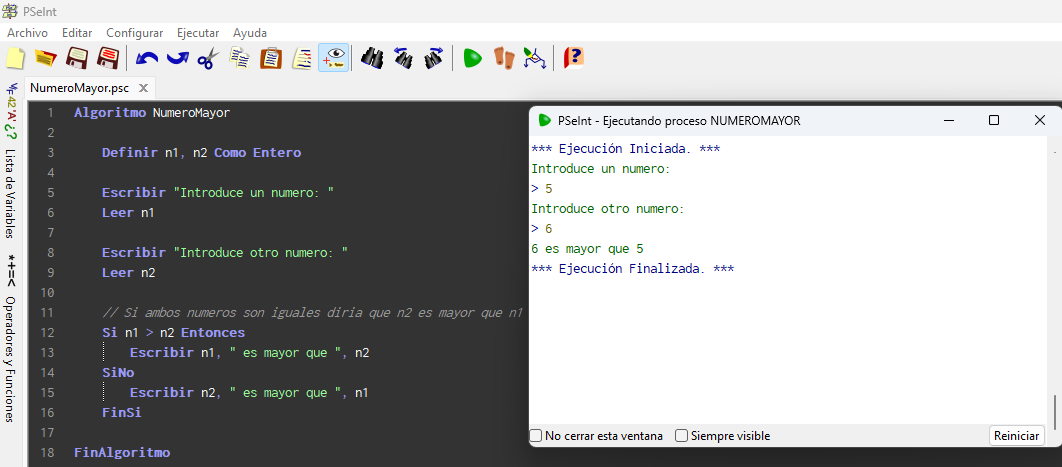 PSeInt
Archivo Editar Configurar Ejecutar Ayuda
NumeroMayor.psc
Lista de Variables
Operadores y Funciones
*+=<
1 Algoritmo NumeroMayor
2
3 Definir n1, n2 Como Entero
4
5 Escribir "Introduce un numero: "
6 Leer n1
7
8 Escribir "Introduce otro numero: "
9 Leer n2
10
11 // Si ambos numeros son iguales diria que n2 es mayor que n1
12 Si n1 > n2 Entonces
13 Escribir n1, " es mayor que ", n2
14 SiNo
15 Escribir n2, " es mayor que ", n1
16 FinSi
17
18 FinAlgoritmo
PSeInt - Ejecutando proceso NUMEROMAYOR
*** Ejecución Iniciada. ***
Introduce un numero:
> 5
Introduce otro numero:
> 6
6 es mayor que 5
*** Ejecución Finalizada. ***
No cerrar esta ventana Siempre visible Reiniciar